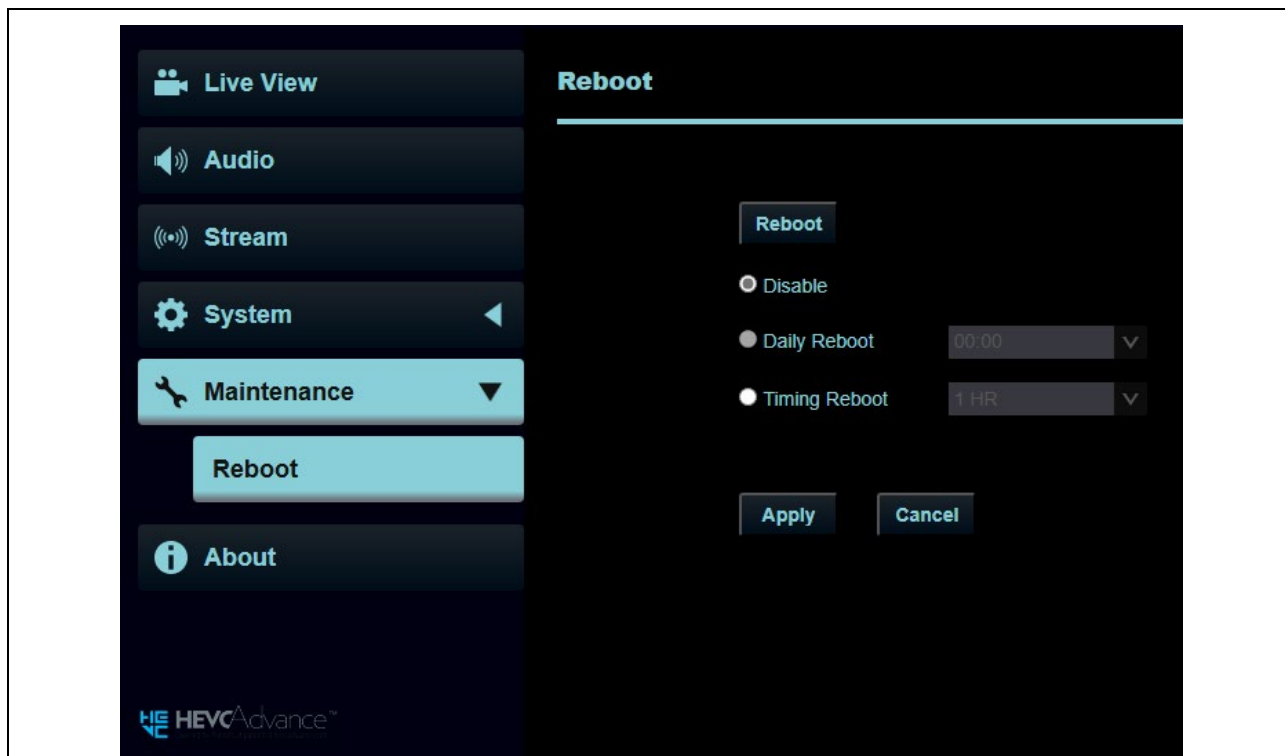 Live View
Audio
Stream
System
Maintenance
Reboot
About
HEVCAdvance™
Reboot
Reboot
Disable
Daily Reboot 00:00
Timing Reboot 1 HR
Apply Cancel